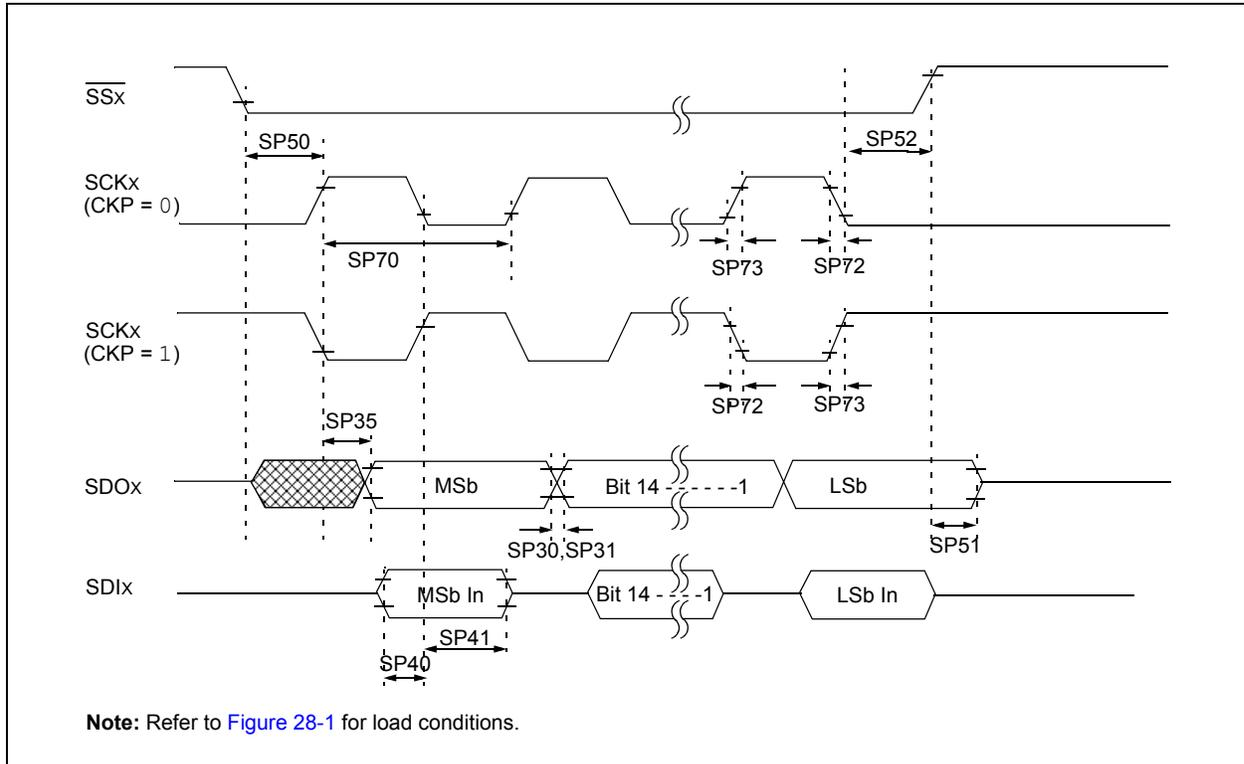 SSx
SP50
SP52
SCKx
(CKP = 0)
SP70
SP73
SP72
SCKx
(CKP = 1)
SP72
SP73
SP35
SDOx
MSb
Bit 14 - - - - - -1
LSb
SP30,SP31
SP51
SDIx
MSb In
Bit 14 - - - -1
LSb In
SP41
SP40
Note: Refer to Figure 28-1 for load conditions.